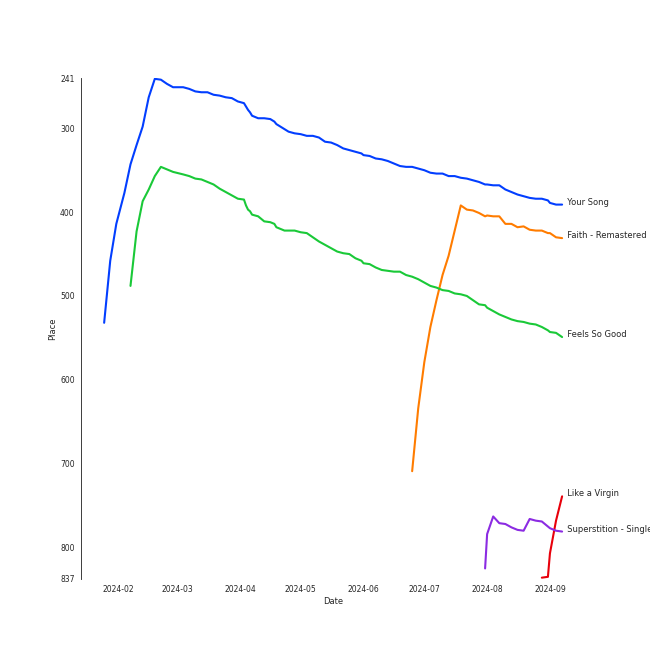 241
300
400
500
600
700
800
837
Place
2024-02
2024-03
2024-04
2024-05
2024-06
2024-07
2024-08
2024-09
Date
Your Song
Faith - Remastered
Feels So Good
Like a Virgin
Superstition - Single